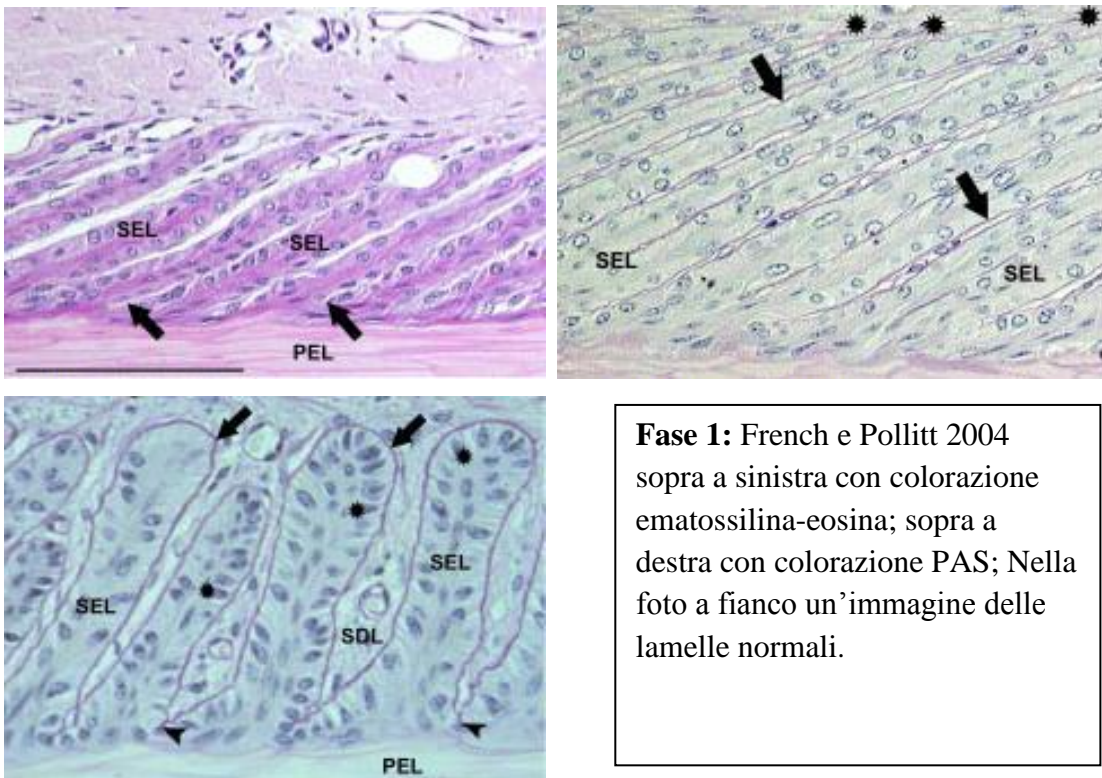 SEL
SEL
PEL
SEL
SEL
SEL
SEL
SDL
PEL
Fase 1: French e Pollitt 2004
sopra a sinistra con colorazione
ematossilina-eosina; sopra a
destra con colorazione PAS; Nella
foto a fianco un’immagine delle
lamelle normali.